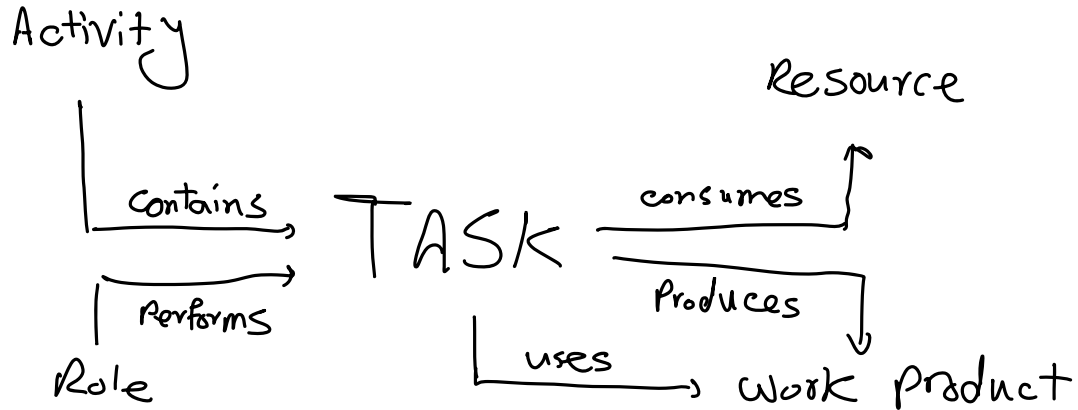 Activity
Resource
contains
consumes
TASK
Performs
Produces
Role
uses
work product